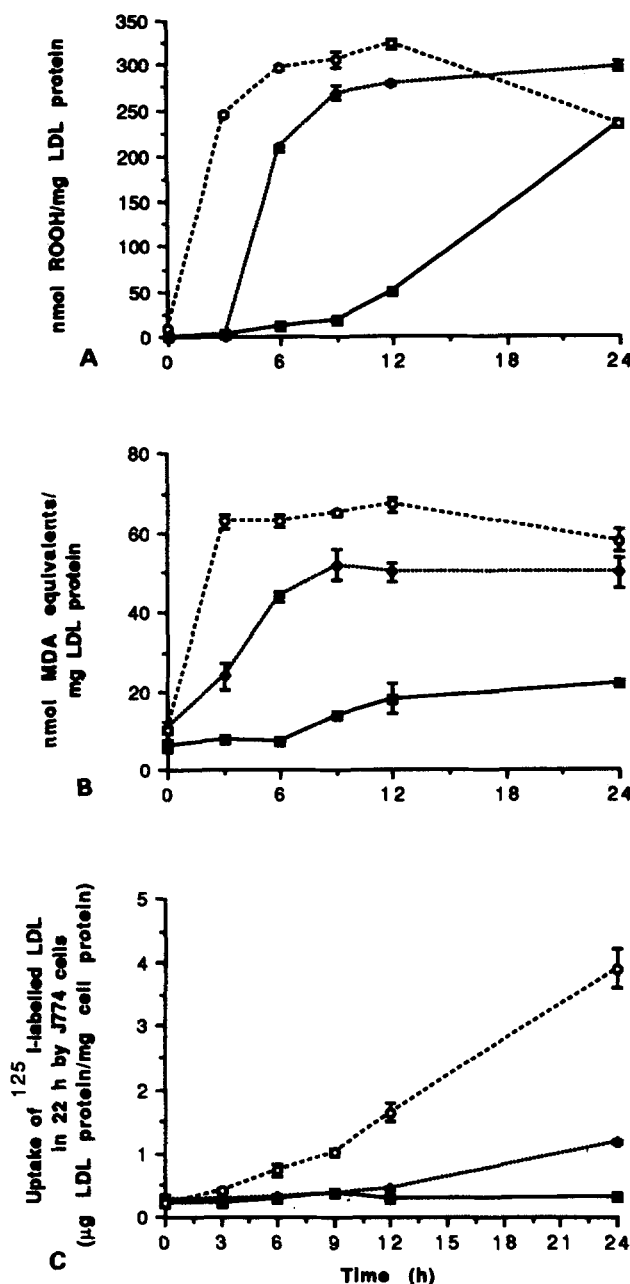 350
300
250
200
150
100
50
0
nmol ROOH/mg LDL protein
A
0 6 12 18 24
80
60
40
20
0
nmol MDA equivalents/
mg LDL protein
B
0 6 12 18 24
5
4
3
2
1
0
Uptake of 125 I-labelled LDL
in 22 h by J774 cells
(µg LDL protein/mg cell protein)
C
0 3 6 9 12 15 18 21 24
Time (h)